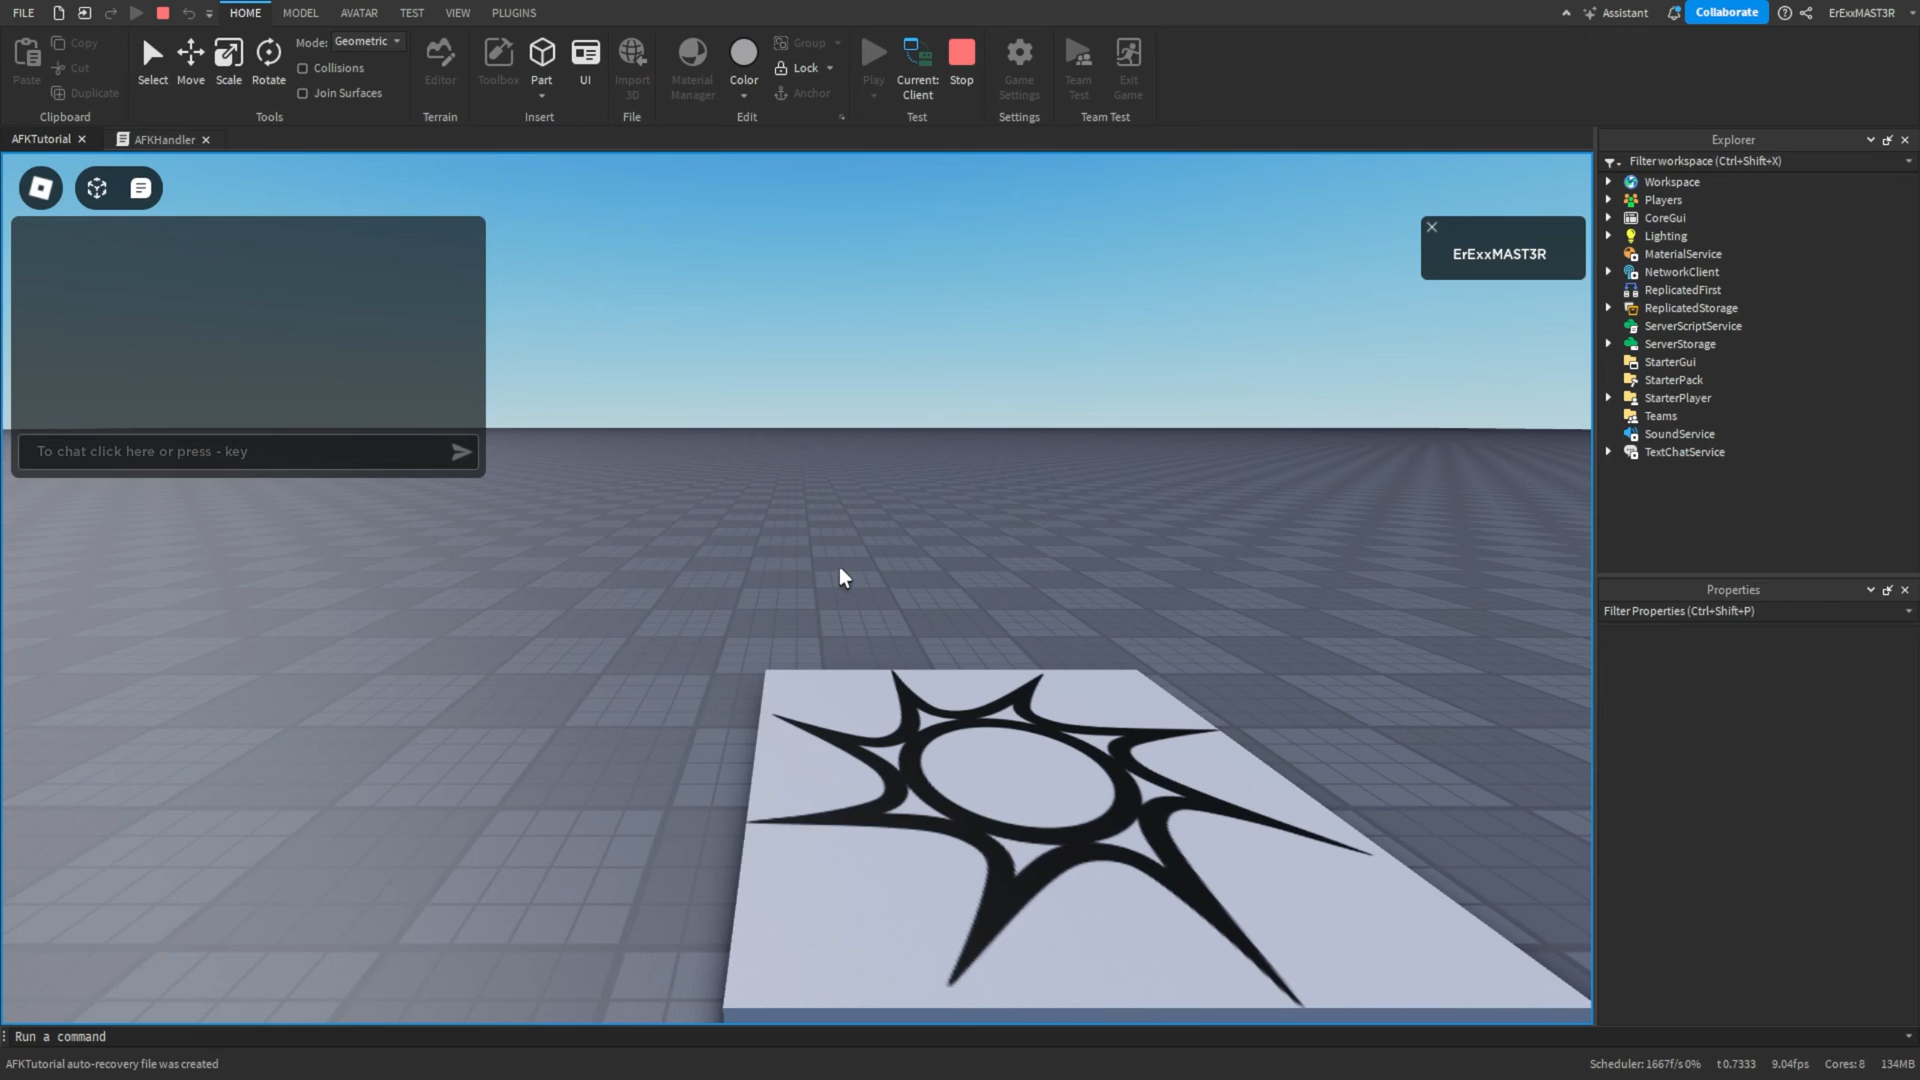 FILE HOME MODEL AVATAR TEST VIEW PLUGINS Assistant Collaborate ErExxMAST3R
Paste Copy Cut Duplicate Clipboard
Select Move Scale Rotate Mode: Geometric Collisions Join Surfaces Tools
Editor Terrain
Toolbox Part UI Insert
Import 3D File
Material Manager Color Group Lock Anchor Edit
Play Current: Client Stop Test
Game Settings Settings
Team Test Exit Game Team Test
AFKTutorial AFKHandler
To chat click here or press - key
ErExxMAST3R
Explorer
Filter workspace (Ctrl+Shift+X)
Workspace
Players
CoreGui
Lighting
MaterialService
NetworkClient
ReplicatedFirst
ReplicatedStorage
ServerScriptService
ServerStorage
StarterGui
StarterPack
StarterPlayer
Teams
SoundService
TextChatService
Properties
Filter Properties (Ctrl+Shift+P)
Run a command
AFKTutorial auto-recovery file was created
Scheduler: 1667f/s 0% t 0.7333 9.04fps Cores: 8 134MB